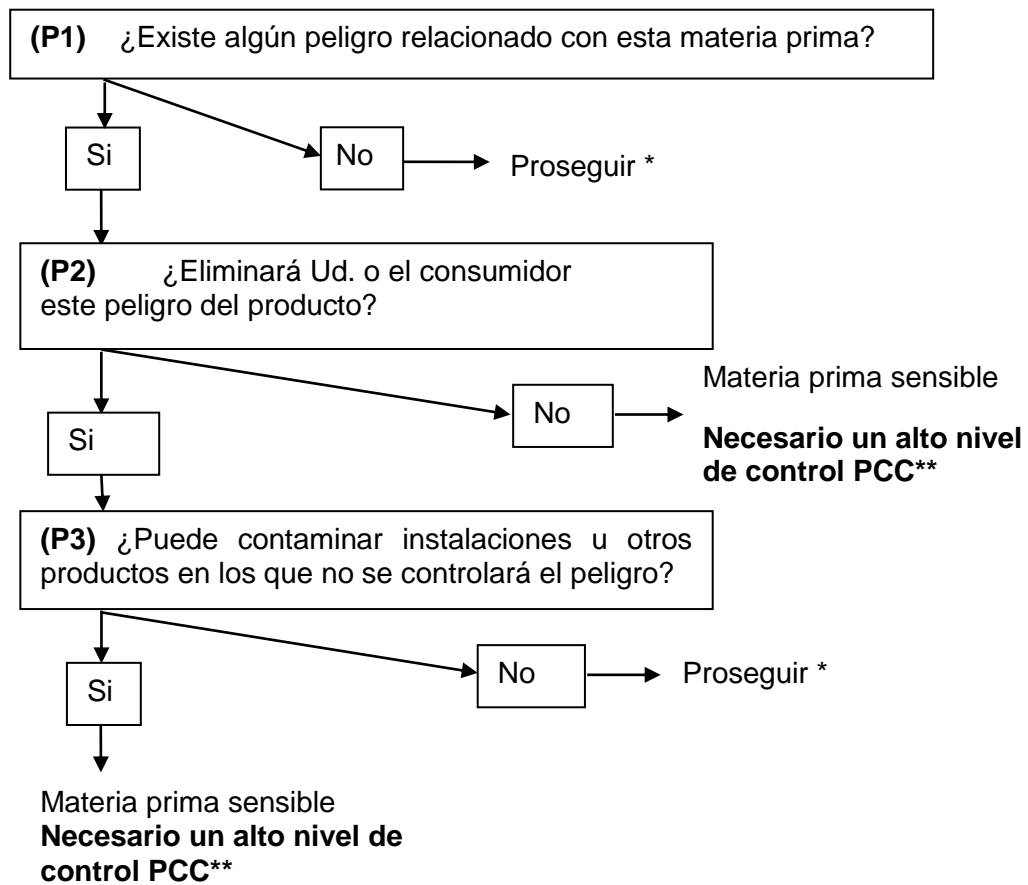 (P1) ¿Existe algún peligro relacionado con esta materia prima?
Si
No
Proseguir *
(P2) ¿Eliminará Ud. o el consumidor
este peligro del producto?
Si
No
Materia prima sensible
Necesario un alto nivel
de control PCC**
(P3) ¿Puede contaminar instalaciones u otros
productos en los que no se controlará el peligro?
Si
No
Proseguir *
Materia prima sensible
Necesario un alto nivel de
control PCC**